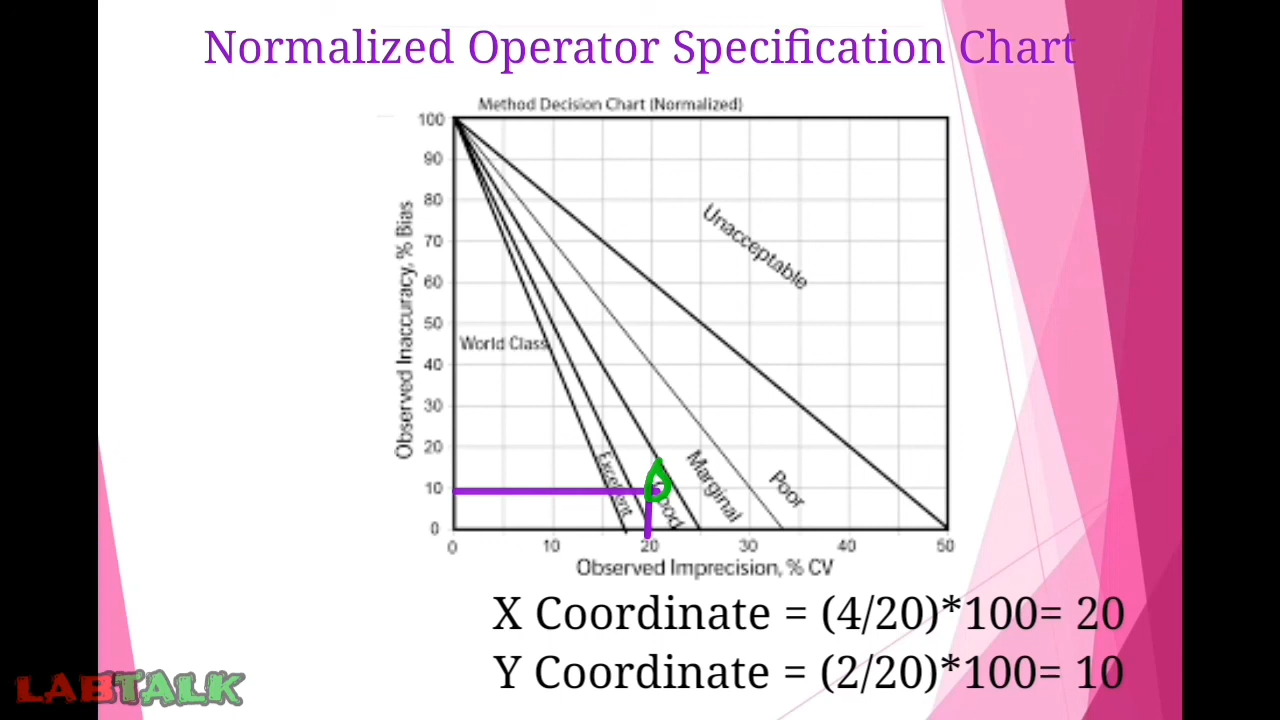 Normalized Operator Specification Chart
Method Decision Chart (Normalized)
100
90
80
70
60
50
40
30
20
10
0
Observed Inaccuracy, % Bias
Unacceptable
World Class
Excellent
Marginal
Poor
0 10 20 30 40 50
Observed Imprecision, % CV
X Coordinate = (4/20)*100= 20
Y Coordinate = (2/20)*100= 10
LABTALK